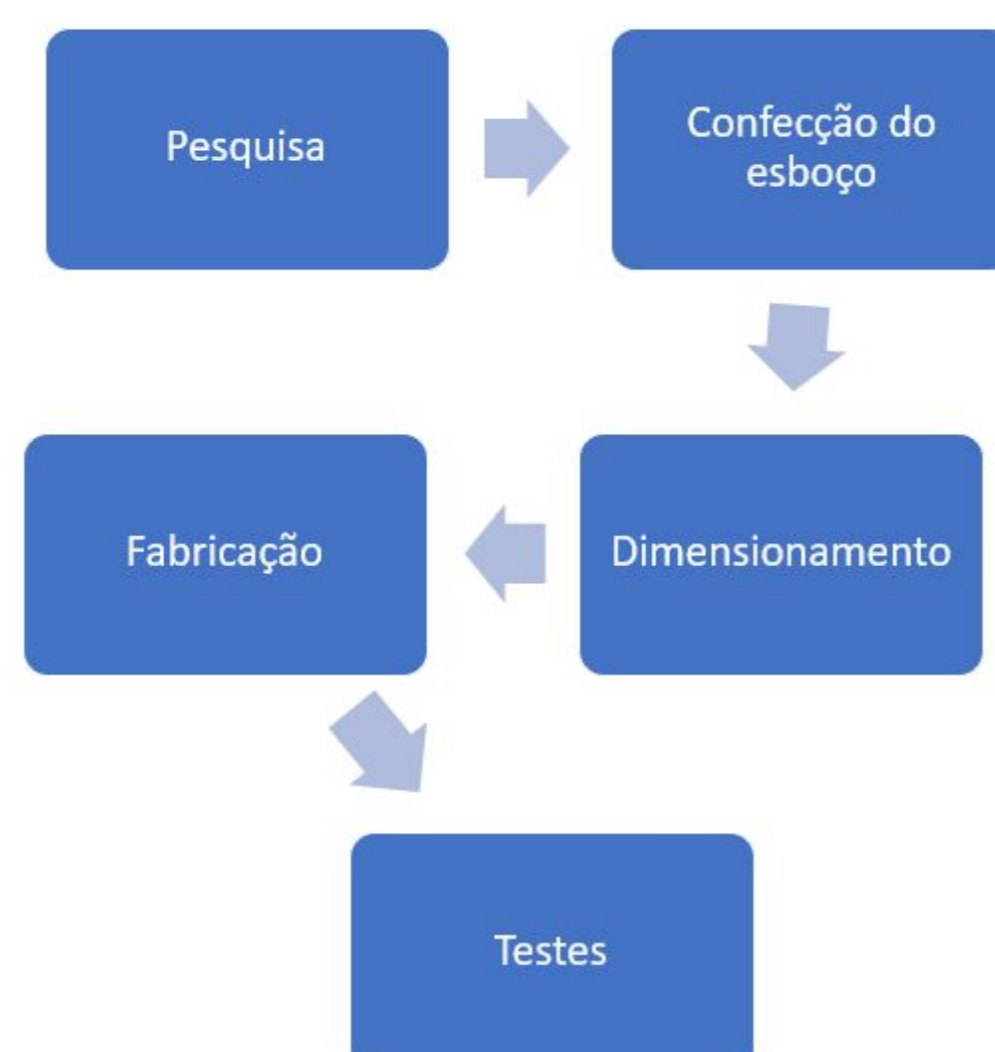 Pesquisa
Confecção do
esboço
Dimensionamento
Fabricação
Testes